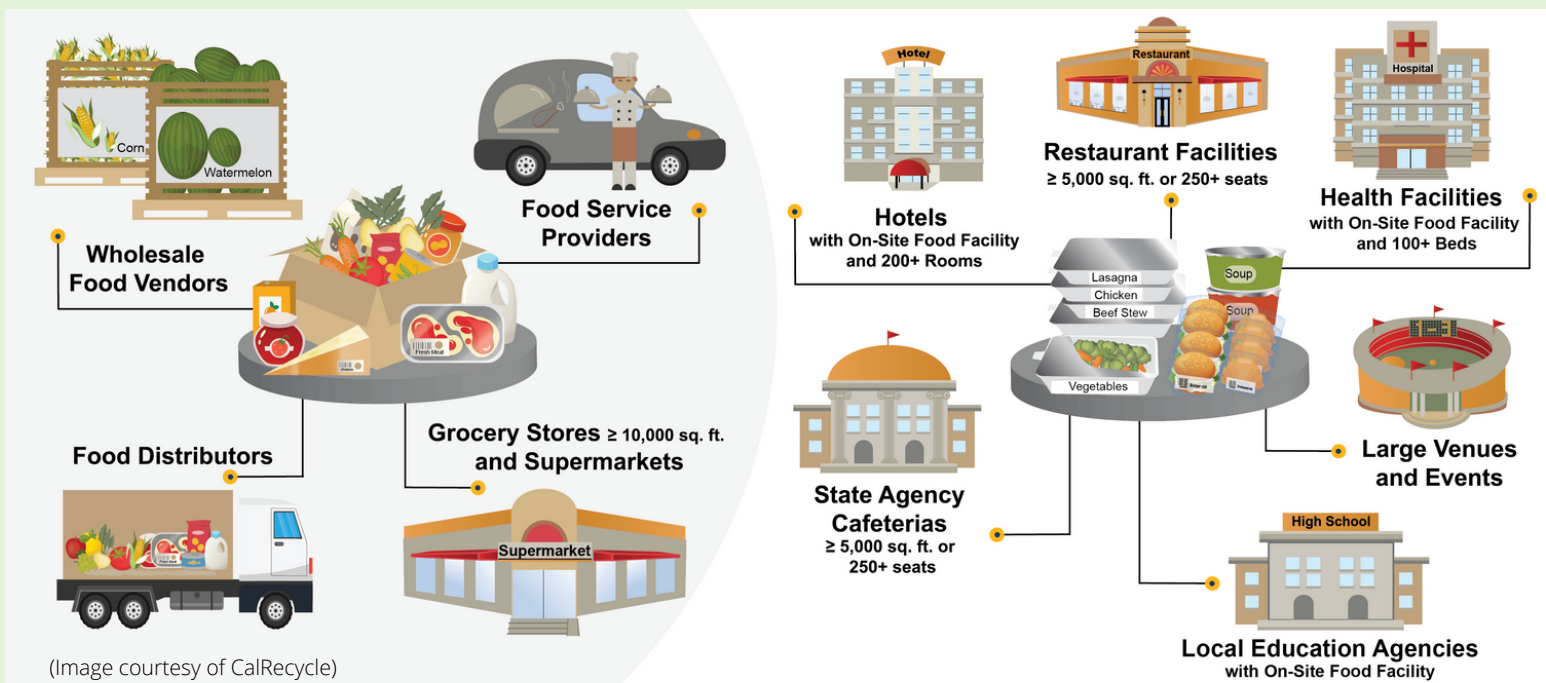 Corn
Watermelon
Wholesale
Food Vendors
Food Service
Providers
Fresh Meat
cheese
Food Distributors
Grocery Stores ≥ 10,000 sq. ft.
and Supermarkets
Supermarket
(Image courtesy of CalRecycle)
Hotel
Hotels
with On-Site Food Facility
and 200+ Rooms
Restaurant
Restaurant Facilities
≥ 5,000 sq. ft. or 250+ seats
Hospital
Health Facilities
with On-Site Food Facility
and 100+ Beds
Lasagna
Chicken
Beef Stew
Vegetables
Soup
Soup
State Agency
Cafeterias
≥ 5,000 sq. ft. or
250+ seats
Large Venues
and Events
High School
Local Education Agencies
with On-Site Food Facility